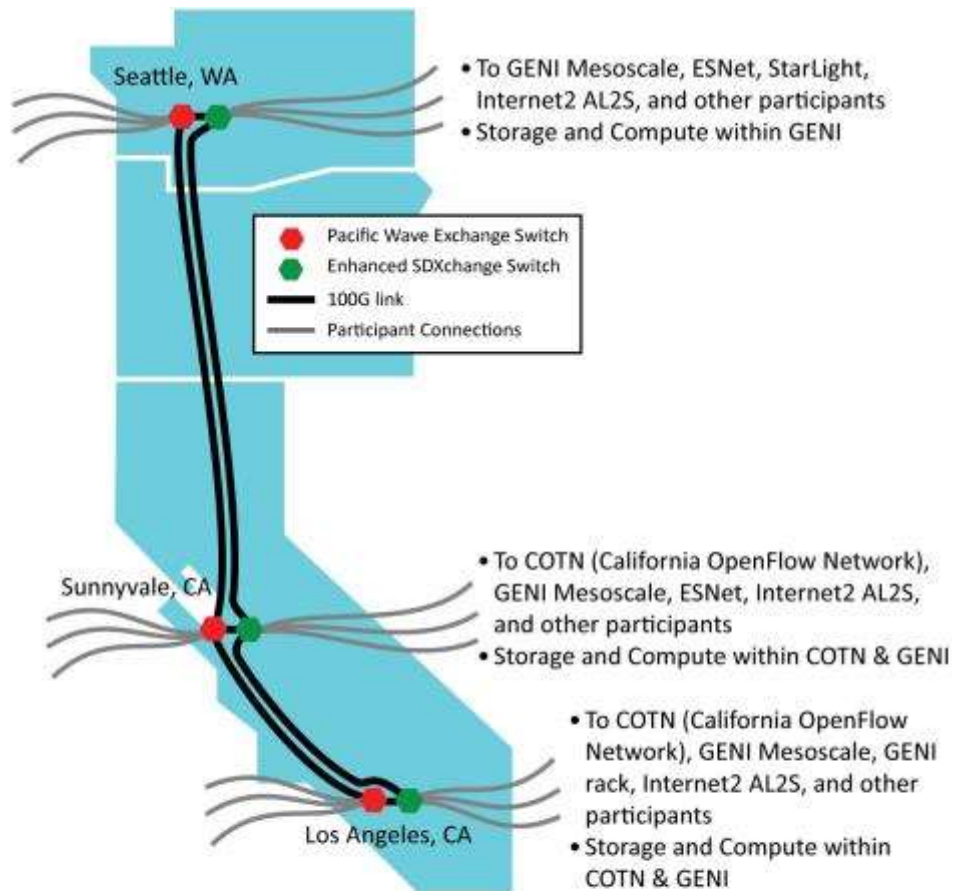 Seattle, WA
• To GENI Mesoscale, ESNet, StarLight,
Internet2 AL2S, and other participants
• Storage and Compute within GENI
Pacific Wave Exchange Switch
Enhanced SDXchange Switch
100G link
Participant Connections
Sunnyvale, CA
• To COTN (California OpenFlow Network),
GENI Mesoscale, ESNet, Internet2 AL2S,
and other participants
• Storage and Compute within COTN & GENI
• To COTN (California OpenFlow
Network), GENI Mesoscale, GENI
rack, Internet2 AL2S, and other
participants
• Storage and Compute within
COTN & GENI
Los Angeles, CA